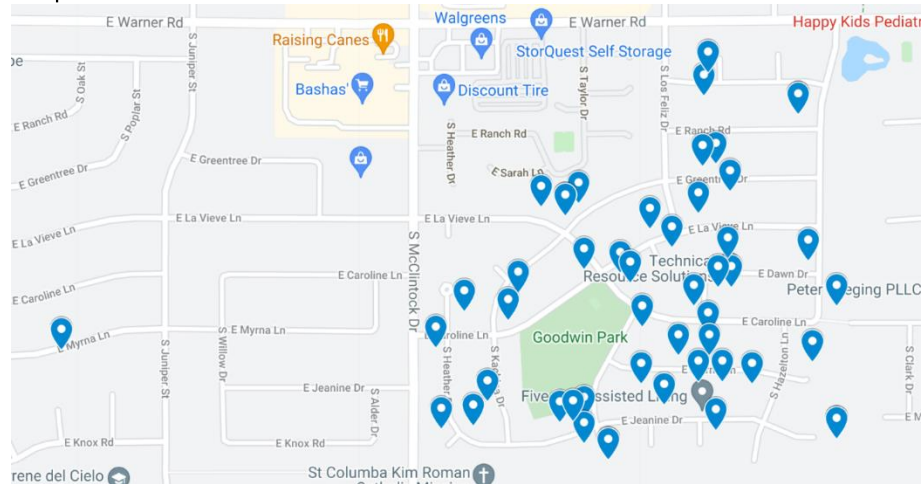 E Warner Rd
Walgreens
E Warner Rd
Happy Kids Pediatr
Raising Canes
StorQuest Self Storage
S Juniper St
S Oak St
S Poplar St
Bashas'
Discount Tire
S Taylor Dr
S Los Feliz Dr
E Ranch Rd
E Ranch Rd
E Ranch Rd
S Heather Dr
E Greentree Dr
E Greentree Dr
E Sarah Ln
E La Vieve Ln
E La Vieve Ln
E La Vieve Ln
E La Vieve Ln
S McClintock Dr
Resource Solutions
E Dawn Dr
E Caroline Ln
E Caroline Ln
Peter
PLLC
E Caroline Ln
E Myrna Ln
E Myrna Ln
Goodwin Park
S Juniper St
S Willow Dr
S Heather
S Hazelton Ln
S Clark Dr
E Jeanine Dr
S Alder Dr
Living
E Jeanine Dr
E Knox Rd
E Knox Rd
rene del Cielo
St Columba Kim Roman